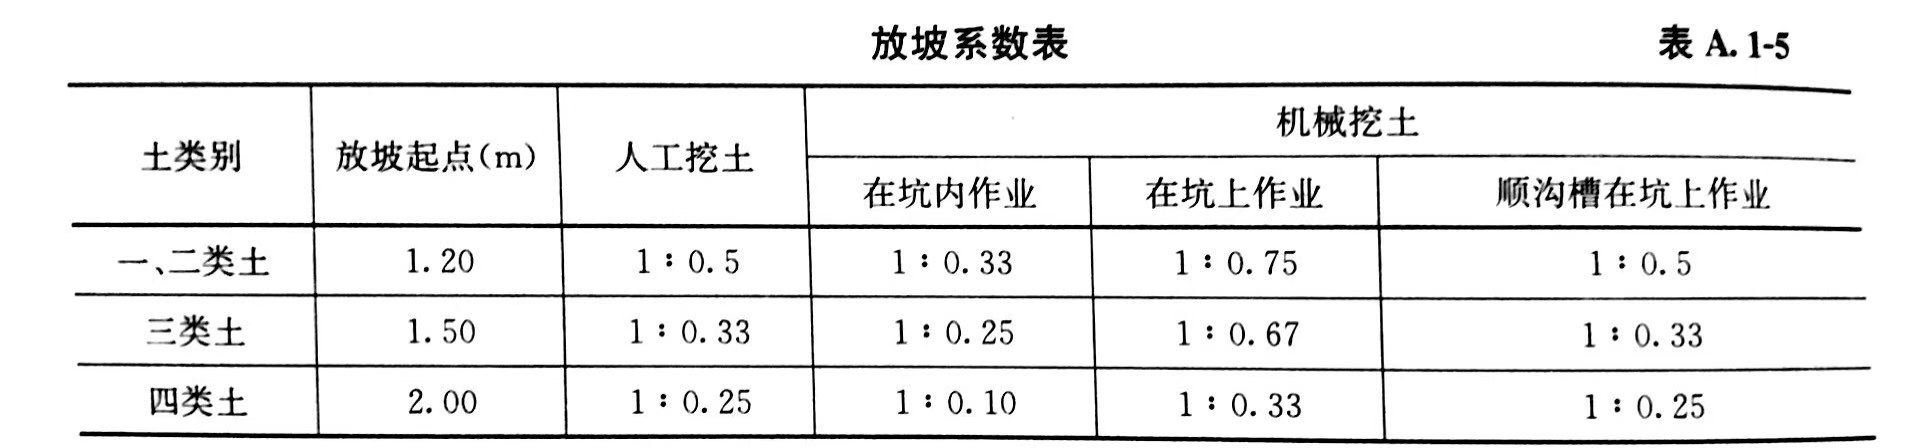 放坡系数表 表 A.1-5
土类别 放坡起点(m) 人工挖土 机械挖土
在坑内作业 在坑上作业 顺沟槽在坑上作业
一、二类土 1.20 1∶0.5 1∶0.33 1∶0.75 1∶0.5
三类土 1.50 1∶0.33 1∶0.25 1∶0.67 1∶0.33
四类土 2.00 1∶0.25 1∶0.10 1∶0.33 1∶0.25